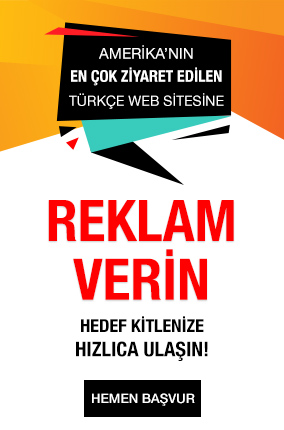 AMERİKA'NIN
EN ÇOK ZİYARET EDİLEN
TÜRKÇE WEB SİTESİNE
REKLAM
VERİN
HEDEF KİTLENİZE
HIZLICA ULAŞIN!
HEMEN BAŞVUR